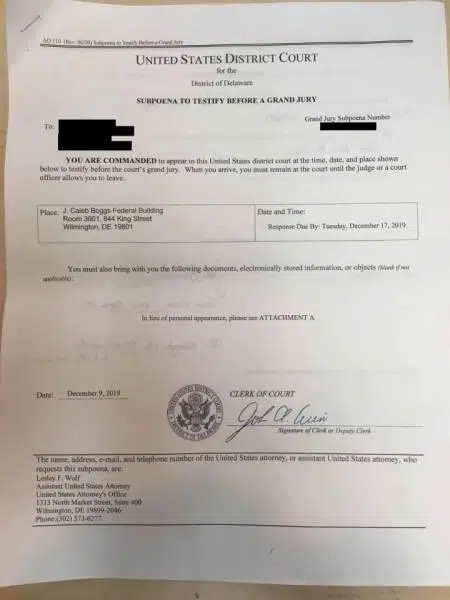 AO 110 (Rev. 06/09) Subpoena to Testify Before a Grand Jury
UNITED STATES DISTRICT COURT
for the
District of Delaware
SUBPOENA TO TESTIFY BEFORE A GRAND JURY
Grand Jury Subpoena Number
To:
YOU ARE COMMANDED to appear in this United States district court at the time, date, and place shown
below to testify before the court's grand jury. When you arrive, you must remain at the court until the judge or a court
officer allows you to leave.
Place: J. Caleb Boggs Federal Building
Room 3001, 844 King Street
Wilmington, DE 19801
Date and Time:
Response Due By: Tuesday, December 17, 2019
You must also bring with you the following documents, electronically stored information, or objects (blank if not
applicable):
In lieu of personal appearance, please see ATTACHMENT A
Date: December 9, 2019
CLERK OF COURT
Signature of Clerk or Deputy Clerk
The name, address, e-mail, and telephone number of the United States attorney, or assistant United States attorney, who
requests this subpoena, are:
Lesley F. Wolf
Assistant United States Attorney
United States Attorney's Office
1313 North Market Street, Suite 400
Wilmington, DE 19899-2046
Phone:(302) 573-6277